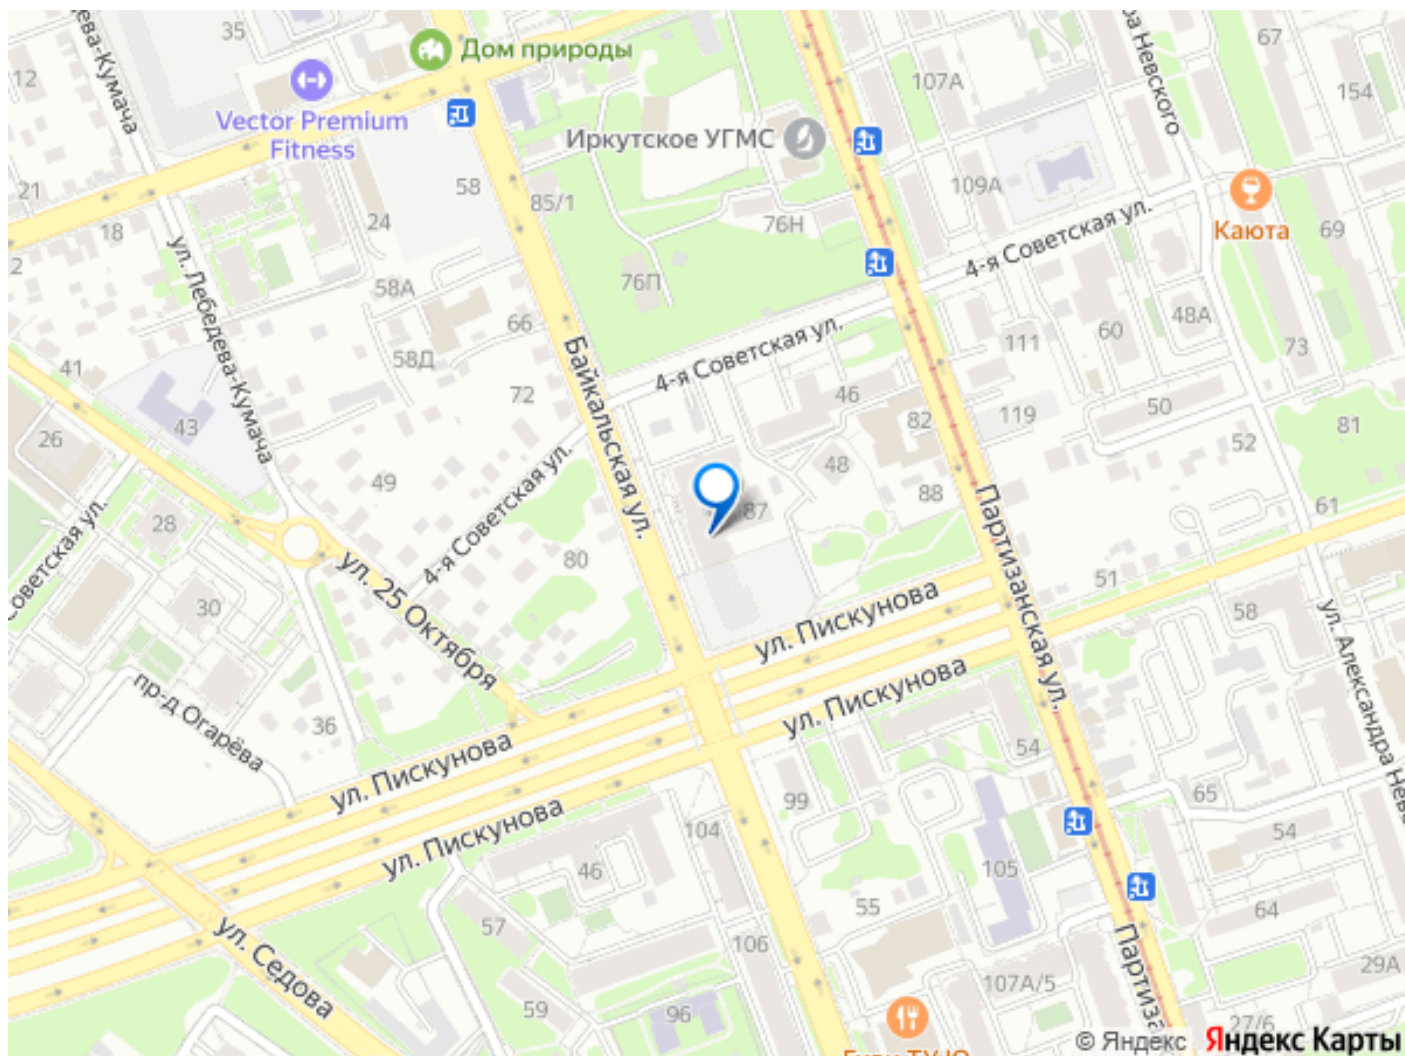 35
12
Дом природы
Vector Premium
Fitness
21
18
58
24
85/1
Иркутское УГМС
107А
109А
67
154
Каюта
69
76Н
76П
58А
66
58Д
72
41
43
26
49
28
30
36
80
ул. Лебедева-Кумача
4-я Советская ул.
4-я Советская ул.
4-я Советская ул.
Байкальская ул.
111
60
48А
73
119
50
52
81
61
46
82
48
88
87
51
58
Партизанская ул.
ул. 25 Октября
пр-д Огарёва
ул. Пискунова
ул. Пискунова
ул. Пискунова
ул. Пискунова
ул. Седова
54
99
104
46
105
65
54
64
55
57
106
59
96
107А/5
29А
27/6
© Яндекс
Яндекс Карты